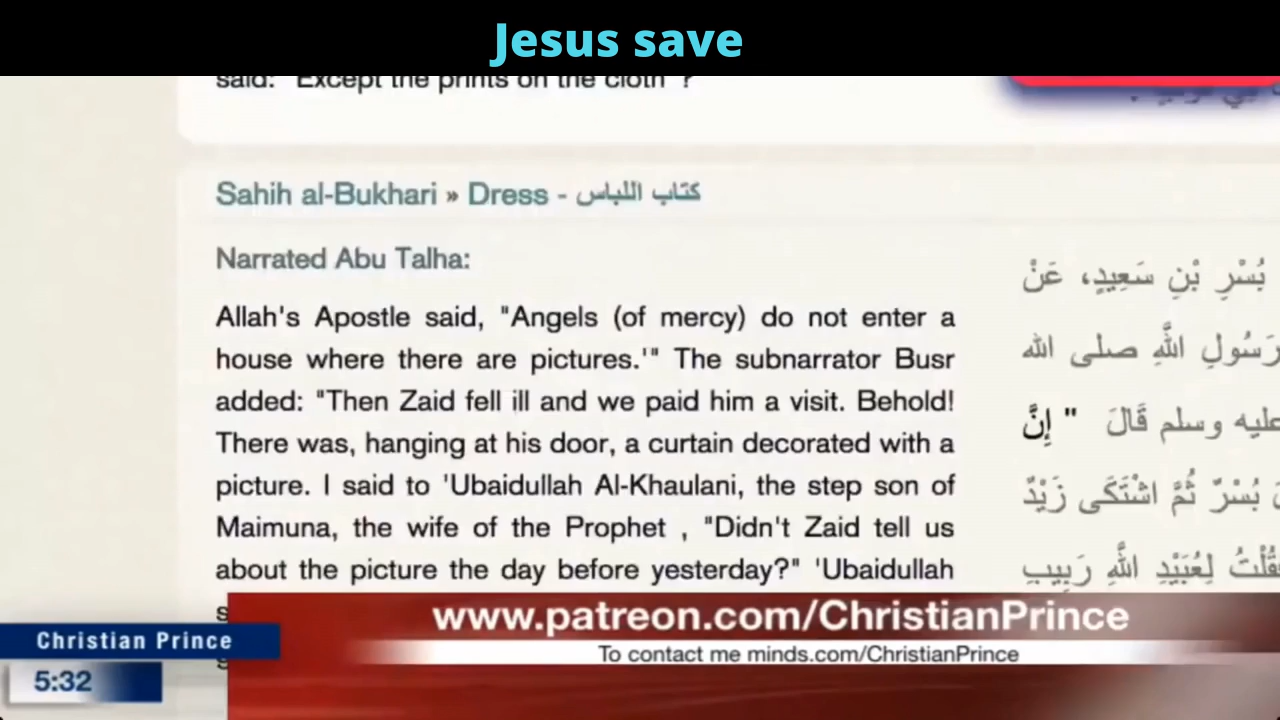 Jesus save
said: "Except the prints on the cloth"?
Sahih al-Bukhari » Dress - كتاب اللباس
Narrated Abu Talha:
Allah's Apostle said, "Angels (of mercy) do not enter a
house where there are pictures.'" The subnarrator Busr
added: "Then Zaid fell ill and we paid him a visit. Behold!
There was, hanging at his door, a curtain decorated with a
picture. I said to 'Ubaidullah Al-Khaulani, the step son of
Maimuna, the wife of the Prophet , "Didn't Zaid tell us
about the picture the day before yesterday?" 'Ubaidullah
بُسْرِ بْنِ سَعِيدٍ، عَنْ
رَسُولِ اللَّهِ صلى الله
عليه وسلم قَالَ " إِنَّ
بُسْرٌ ثُمَّ اشْتَكَى زَيْدٌ
فَقُلْتُ لِعُبَيْدِ اللَّهِ رَبِيبِ
www.patreon.com/ChristianPrince
To contact me minds.com/ChristianPrince
Christian Prince
5:32